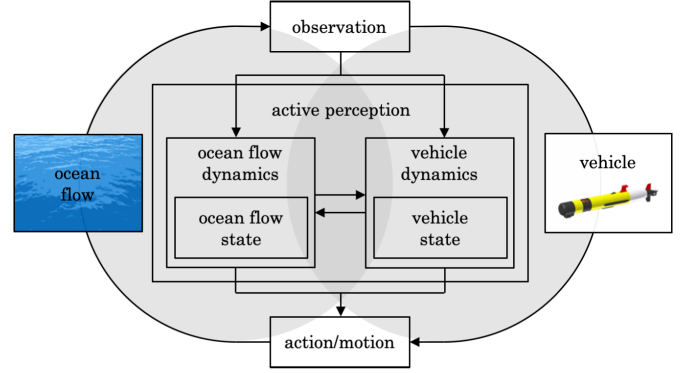 observation
active perception
ocean flow
dynamics
vehicle
dynamics
ocean flow
state
vehicle
state
ocean
flow
vehicle
action/motion